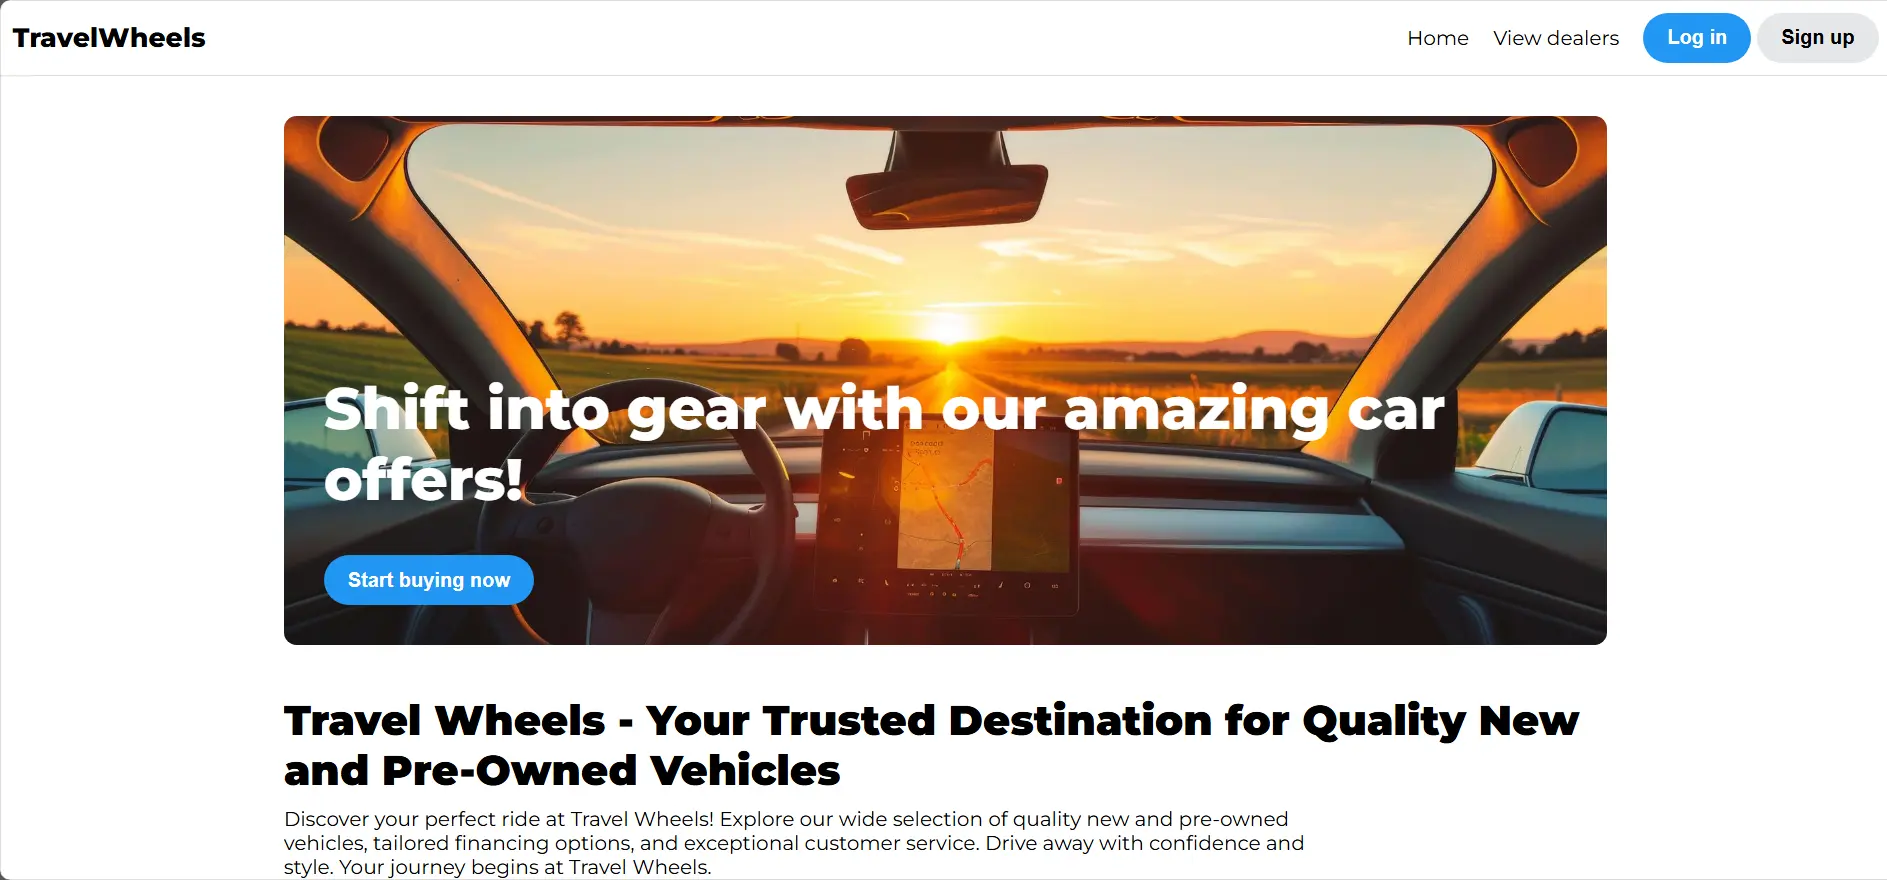 TravelWheels
Home
View dealers
Log in
Sign up
Shift into gear with our amazing car
offers!
Start buying now
Travel Wheels - Your Trusted Destination for Quality New
and Pre-Owned Vehicles
Discover your perfect ride at Travel Wheels! Explore our wide selection of quality new and pre-owned
vehicles, tailored financing options, and exceptional customer service. Drive away with confidence and
style. Your journey begins at Travel Wheels.